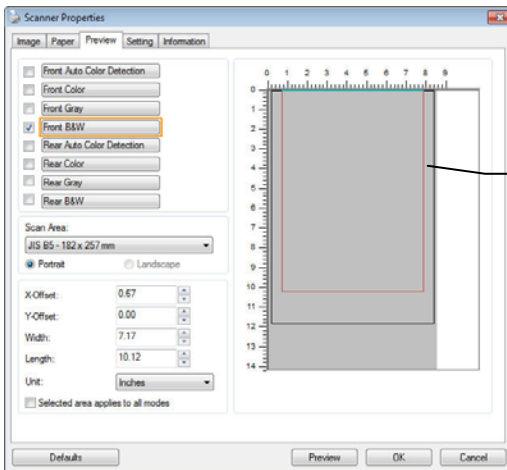 Scanner Properties
Image Paper Preview Setting Information
Front Auto Color Detection
Front Color
Front Gray
Front B&W
Rear Auto Color Detection
Rear Color
Rear Gray
Rear B&W
Scan Area:
JIS B5 - 182 x 257 mm
Portrait Landscape
X-Offset: 0.67
Y-Offset: 0.00
Width: 7.17
Length: 10.12
Unit: Inches
Selected area applies to all modes
0 1 2 3 4 5 6 7 8 9
0
1
2
3
4
5
6
7
8
9
10
11
12
13
14
Defaults Preview OK Cancel